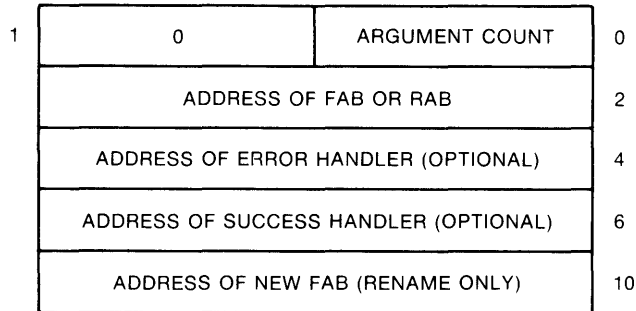 1 0 ARGUMENT COUNT 0
ADDRESS OF FAB OR RAB 2
ADDRESS OF ERROR HANDLER (OPTIONAL) 4
ADDRESS OF SUCCESS HANDLER (OPTIONAL) 6
ADDRESS OF NEW FAB (RENAME ONLY) 10